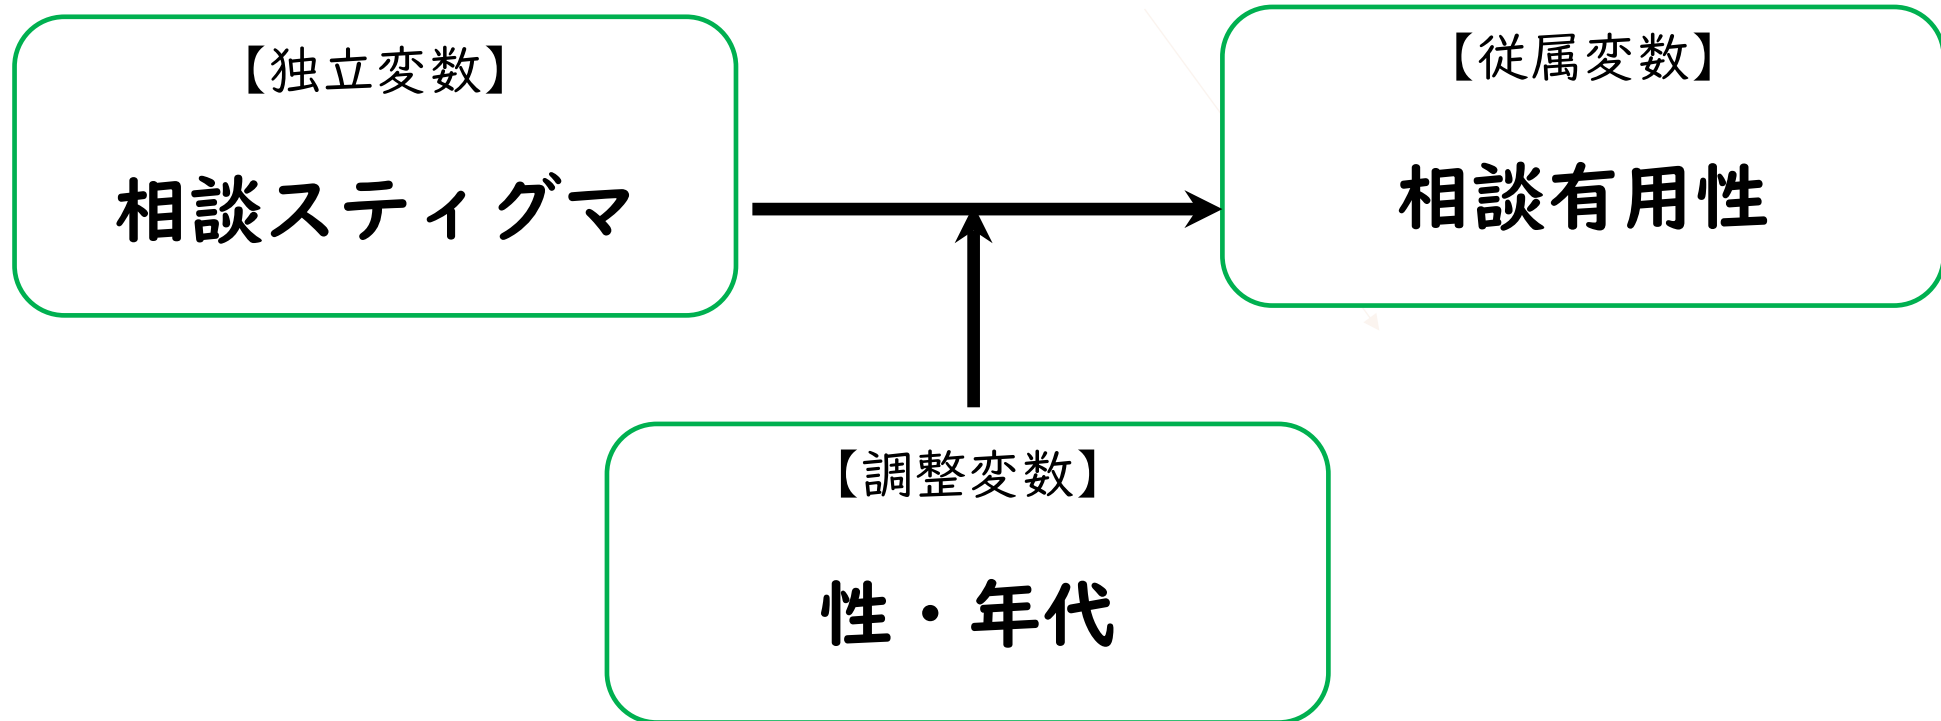 【独立変数】
相談スティグマ
【従属変数】
相談有用性
【調整変数】
性・年代